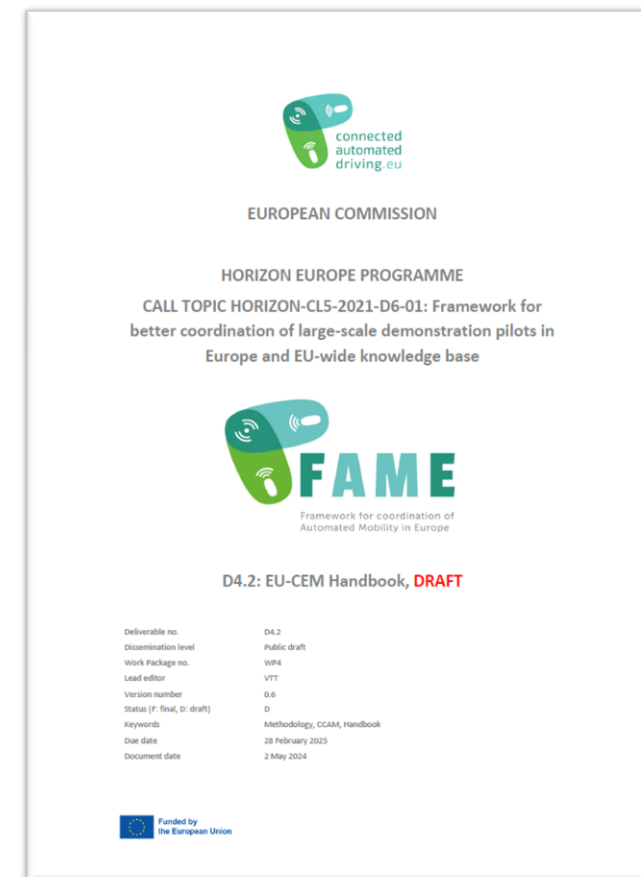 connected
automated
driving.eu
EUROPEAN COMMISSION
HORIZON EUROPE PROGRAMME
CALL TOPIC HORIZON-CL5-2021-D6-01: Framework for
better coordination of large-scale demonstration pilots in
Europe and EU-wide knowledge base
FAME
Framework for coordination of
Automated Mobility in Europe
D4.2: EU-CEM Handbook, DRAFT
Deliverable no. D4.2
Dissemination level Public draft
Work Package no. WP4
Lead editor VTT
Version number 0.6
Status (F: final, D: draft) D
Keywords Methodology, CCAM, Handbook
Due date 28 February 2025
Document date 2 May 2024
Funded by
the European Union